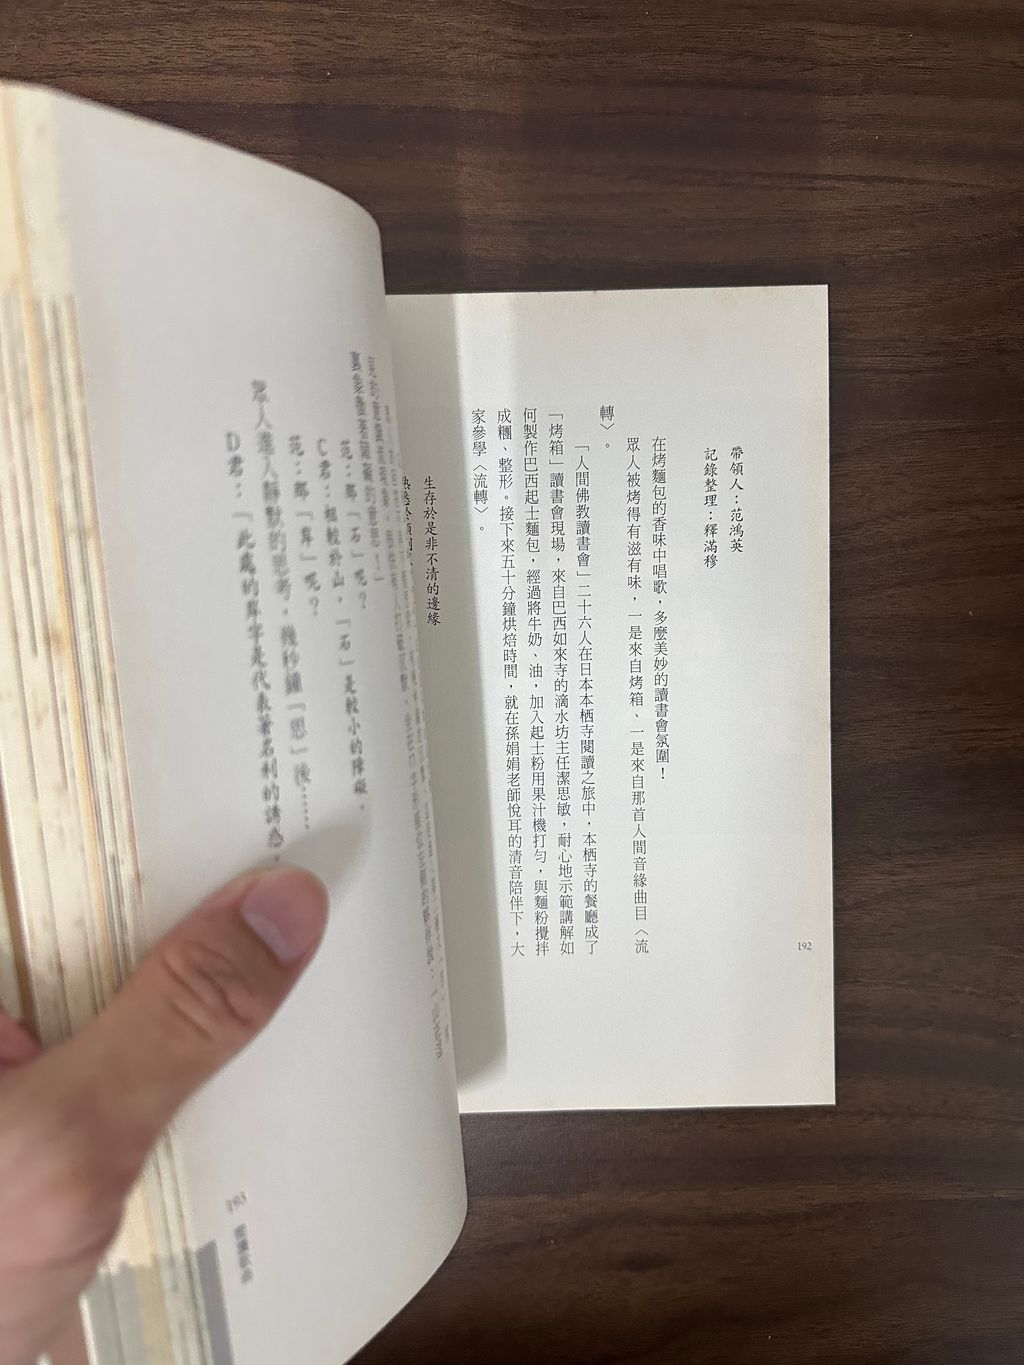 192
帶領人：范鴻英
記錄整理：釋滿穆
在烤麵包的香味中唱歌，多麼美妙的讀書會氛圍！
眾人被烤得有滋有味，一是來自烤箱、一是來自那首人間音緣曲目〈流
轉〉。
「人間佛教讀書會」二十六人在日本本栖寺閱讀之旅中，本栖寺的餐廳成了
「烤箱」讀書會現場，來自巴西如來寺的滴水坊主任潔思敏，耐心地示範講解如
何製作巴西起士麵包，經過將牛奶、油，加入起士粉用果汁機打勻，與麵粉攪拌
成糰、整形。接下來五十分鐘烘焙時間，就在孫娟娟老師悅耳的清音陪伴下，大
家參學〈流轉〉。
生存於是非不清的邊緣
范：那「石」呢？
C君：相較於山，「石」是較小的障礙。
范：那「草」呢？
眾人進入靜默的思考，幾秒鐘「思」後……
D君：「此處的草字是代表著名利的誘惑，
193